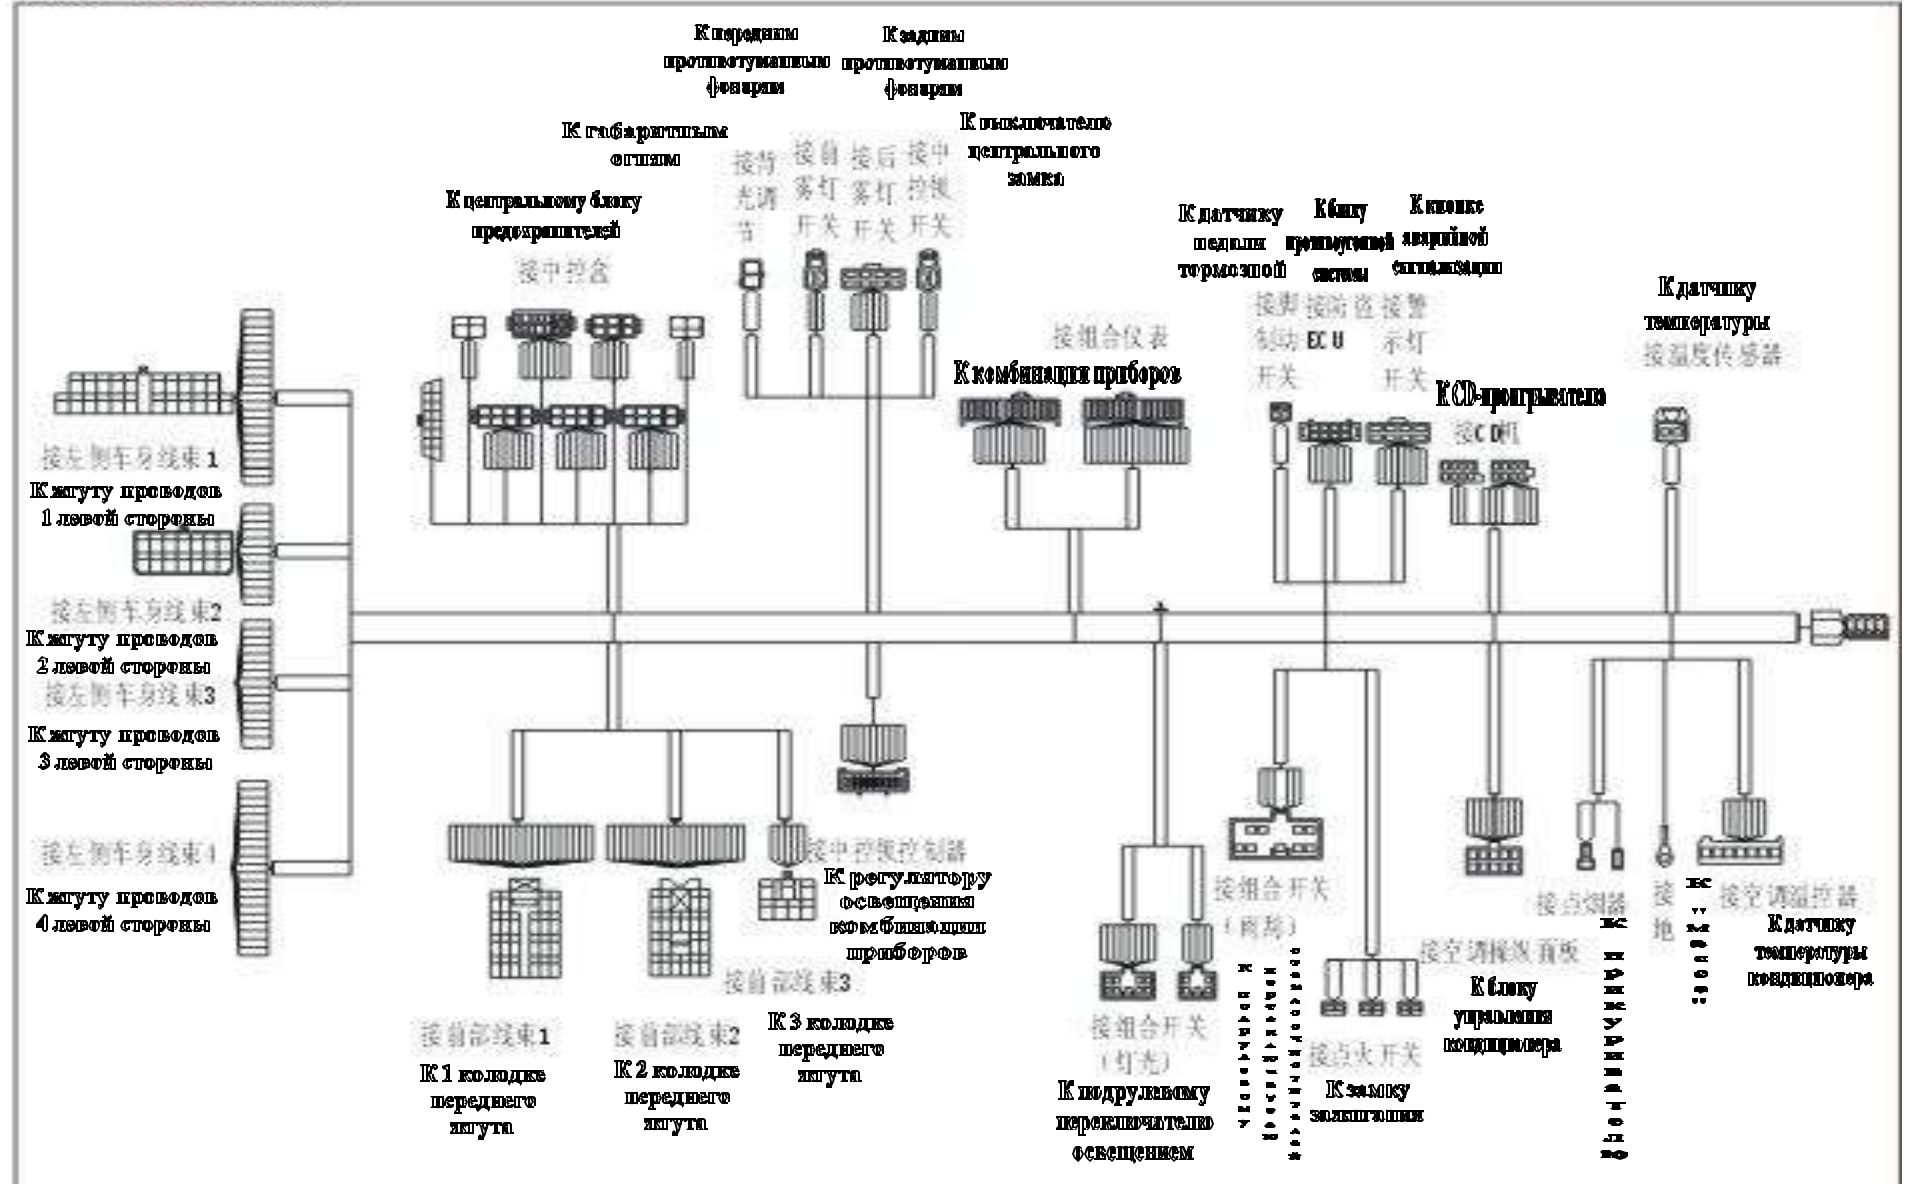 К передним
противотуманным
фонарям
К задним
противотуманным
фонарям
К габаритным
огням
К выключателю
центрального
замка
接背
光调
节
接前
雾灯
开关
接后
雾灯
开关
接中
控锁
开关
К центральному блоку
предохранителей
接中控盒
К датчику
педали
тормозной
К блоку
системы
К кнопке
аварийной
сигнализации
接脚
制动
开关
接防盗
ECU
接警
示灯
开关
К датчику
температуры
接温度传感器
接组合仪表
К комбинации приборов
К CD-проигрывателю
接CD机
接左侧车身线束1
К жгуту проводов
1 левой стороны
接左侧车身线束2
К жгуту проводов
2 левой стороны
接左侧车身线束3
К жгуту проводов
3 левой стороны
接左侧车身线束4
К жгуту проводов
4 левой стороны
接中控锁控制器
К регулятору
освещения
комбинации
приборов
接前部线束3
К 3 колодке
переднего
жгута
接前部线束1
К 1 колодке
переднего
жгута
接前部线束2
К 2 колодке
переднего
жгута
接组合开关
(灯光)
К подрулевому
переключателю
освещением
接组合开关
接空调操纵面板
К блоку
управления
кондиционера
接点火开关
К замку
зажигания
接点烟器
К прикуривателю
接
地
接空调温控器
К датчику
температуры
кондиционера